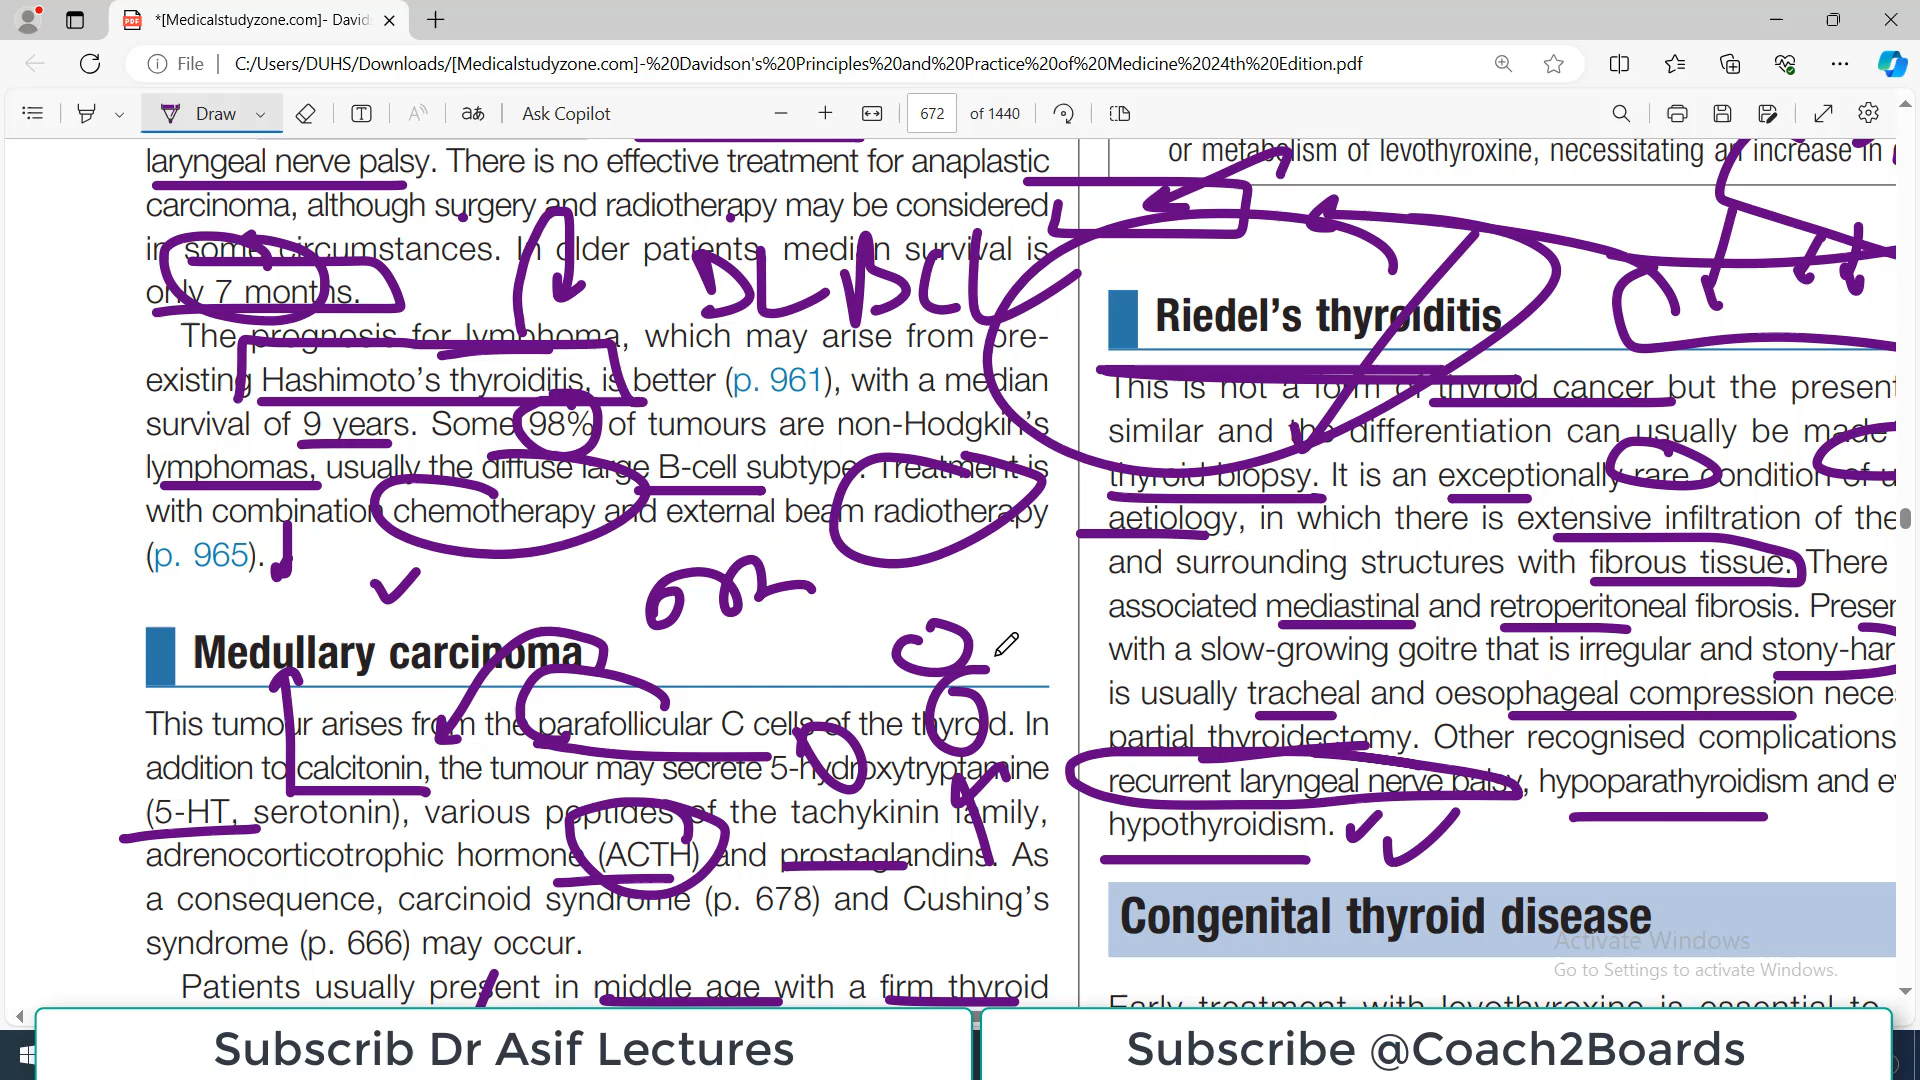 *[Medicalstudyzone.com]- David
File
C:/Users/DUHS/Downloads/[Medicalstudyzone.com]-%20Davidson's%20Principles%20and%20Practice%20of%20Medicine%2024th%20Edition.pdf
Draw
Ask Copilot
672 of 1440
laryngeal nerve palsy. There is no effective treatment for anaplastic
carcinoma, although surgery and radiotherapy may be considered
in some circumstances. In older patients, median survival is
only 7 months.
DLBCL
The prognosis for lymphoma, which may arise from pre-
existing Hashimoto's thyroiditis, is better (p. 961), with a median
survival of 9 years. Some 98% of tumours are non-Hodgkin's
lymphomas, usually the diffuse large B-cell subtype. Treatment is
with combination chemotherapy and external beam radiotherapy
(p. 965).
Medullary carcinoma
This tumour arises from the parafollicular C cells of the thyroid. In
addition to calcitonin, the tumour may secrete 5-hydroxytryptamine
(5-HT, serotonin), various peptides of the tachykinin family,
adrenocorticotrophic hormone (ACTH) and prostaglandins. As
a consequence, carcinoid syndrome (p. 678) and Cushing's
syndrome (p. 666) may occur.
Patients usually present in middle age with a firm thyroid
or metabolism of levothyroxine, necessitating an increase in
Riedel's thyroiditis
This is not a form of thyroid cancer but the present
similar and the differentiation can usually be made
thyroid biopsy. It is an exceptionally rare condition of u
aetiology, in which there is extensive infiltration of the
and surrounding structures with fibrous tissue. There
associated mediastinal and retroperitoneal fibrosis. Presen
with a slow-growing goitre that is irregular and stony-har
is usually tracheal and oesophageal compression neces
partial thyroidectomy. Other recognised complications
recurrent laryngeal nerve palsy, hypoparathyroidism and ev
hypothyroidism.
Congenital thyroid disease
Early treatment with levothyroxine is essential to
Activate Windows
Go to Settings to activate Windows.
Subscrib Dr Asif Lectures
Subscribe @Coach2Boards